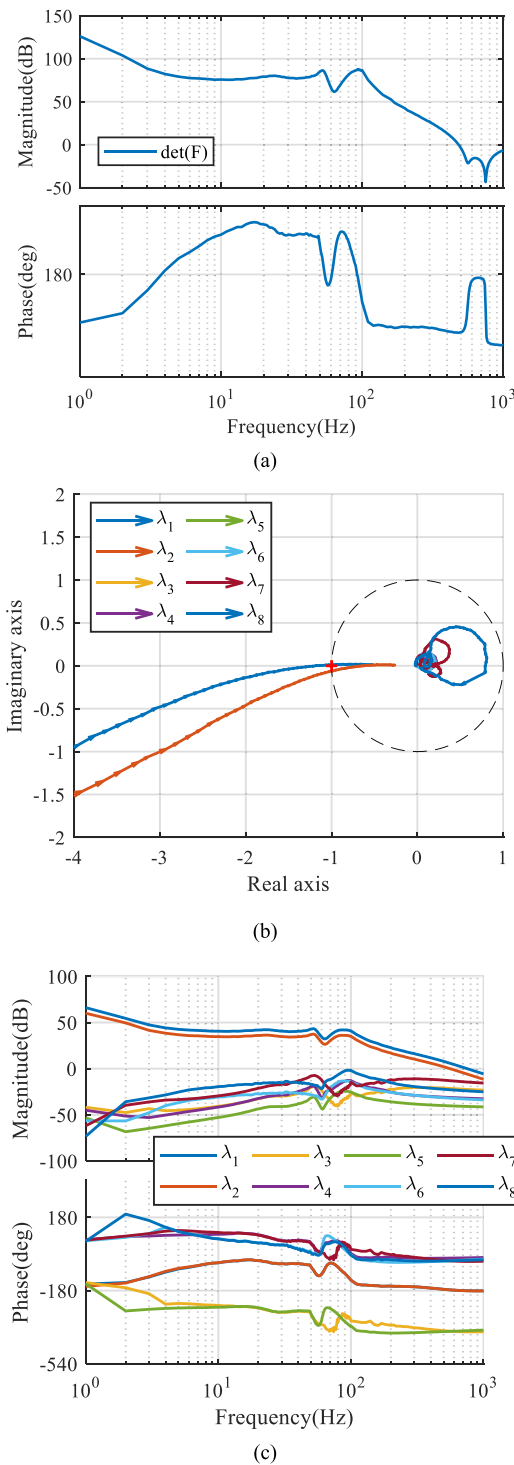 150
100
50
0
-50
Magnitude(dB)
det(F)
180
Phase(deg)
10^0 10^1 10^2 10^3
Frequency(Hz)
(a)
2
1.5
1
0.5
0
-0.5
-1
-1.5
-2
Imaginary axis
λ1 λ5
λ2 λ6
λ3 λ7
λ4 λ8
-4 -3 -2 -1 0 1
Real axis
(b)
100
50
0
-50
-100
Magnitude(dB)
λ1 λ3 λ5 λ7
λ2 λ4 λ6 λ8
180
-180
-540
Phase(deg)
10^0 10^1 10^2 10^3
Frequency(Hz)
(c)